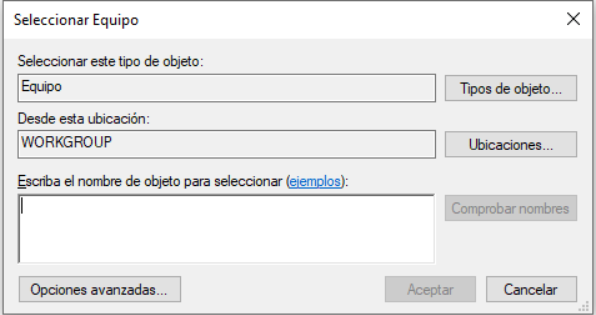 Seleccionar Equipo
Seleccionar este tipo de objeto:
Equipo
Tipos de objeto...
Desde esta ubicación:
WORKGROUP
Ubicaciones...
Escriba el nombre de objeto para seleccionar (ejemplos):
Comprobar nombres
Opciones avanzadas...
Aceptar
Cancelar